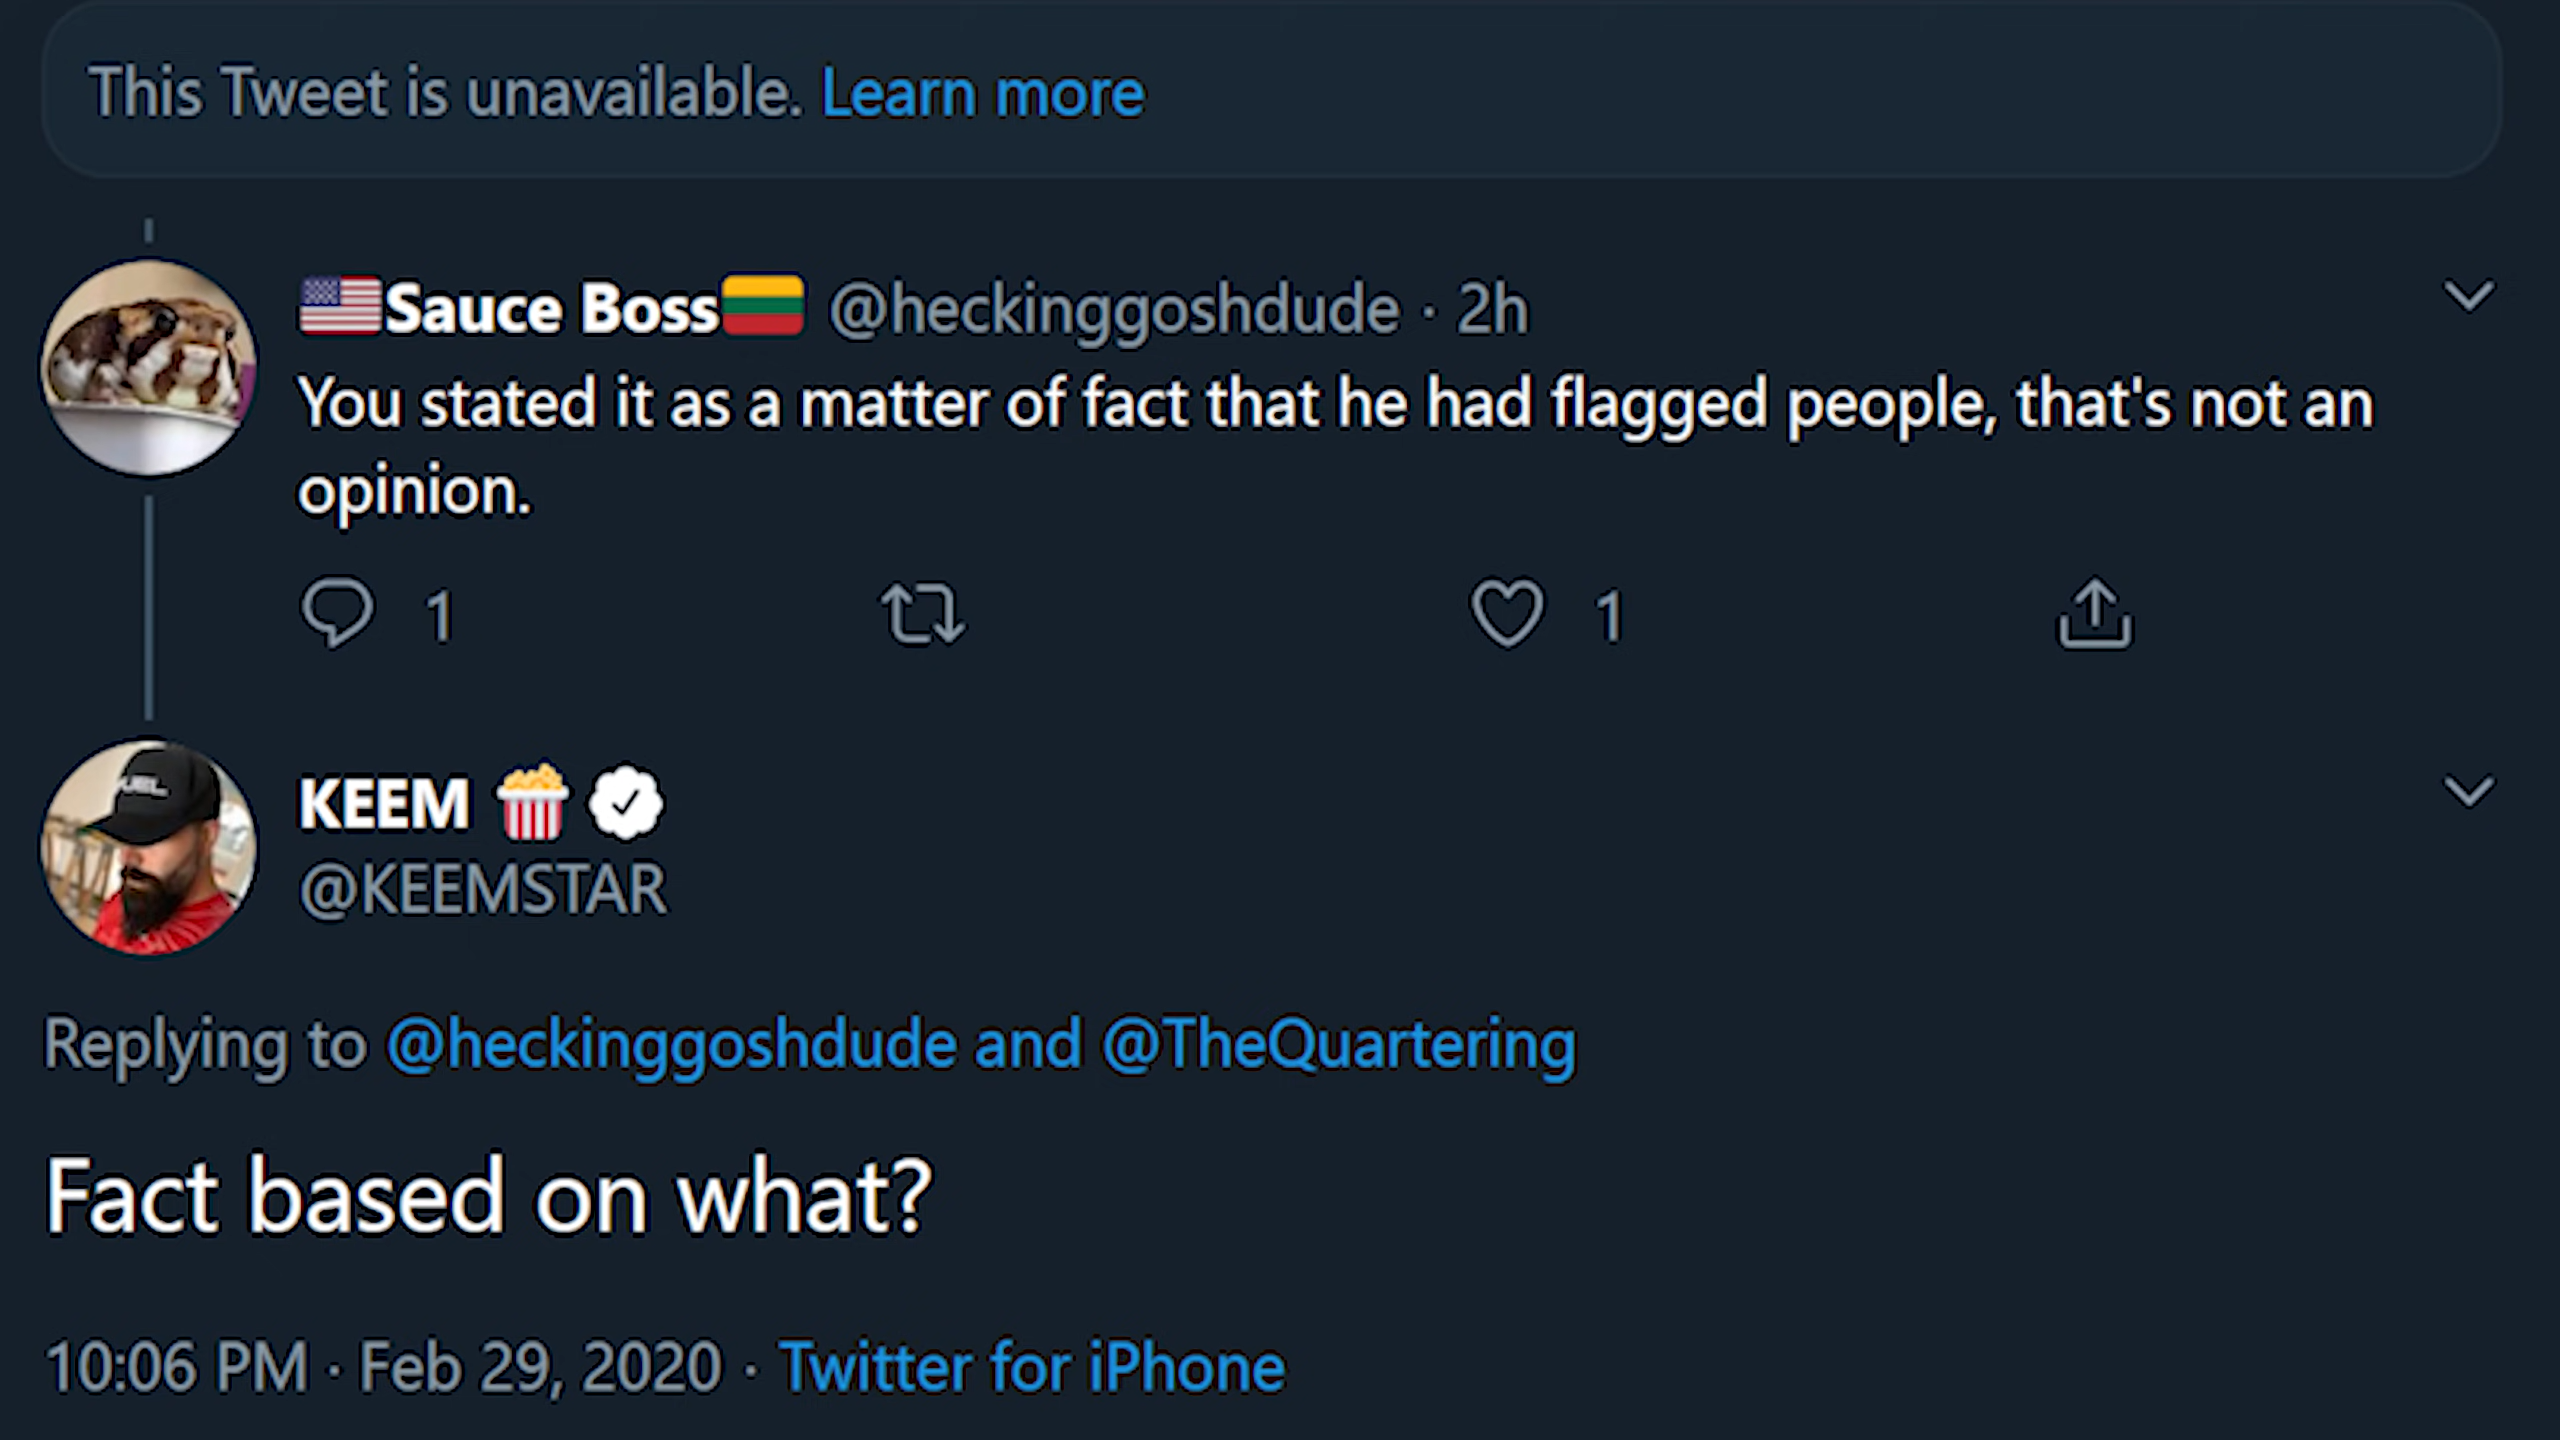 This Tweet is unavailable. Learn more
🇺🇸Sauce Boss🇱🇹 @heckinggoshdude · 2h
You stated it as a matter of fact that he had flagged people, that's not an
opinion.
1 1
KEEM 🍿
@KEEMSTAR
Replying to @heckinggoshdude and @TheQuartering
Fact based on what?
10:06 PM · Feb 29, 2020 · Twitter for iPhone